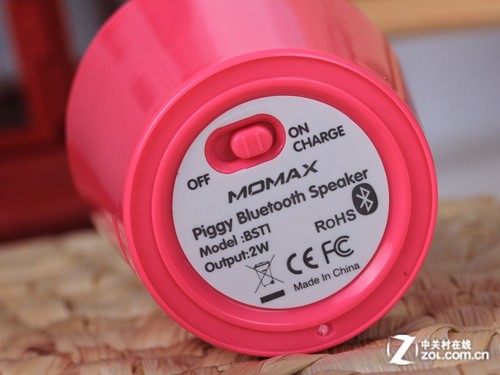 ON
CHARGE
OFF
MOMAX
Piggy Bluetooth Speaker
Model :BST1
Output:2W
RoHS
CE FC
Made In China
Z 中关村在线
ZOL.COM.CN